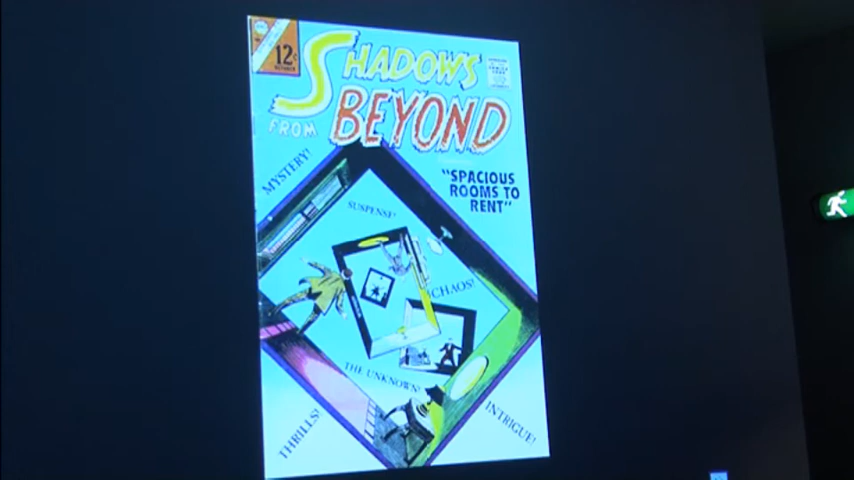 12¢
SHADOWS
FROM BEYOND
"SPACIOUS
ROOMS TO
RENT"
MYSTERY!
SUSPENSE!
CHAOS!
THE UNKNOWN!
THRILLS!
INTRIGUE!